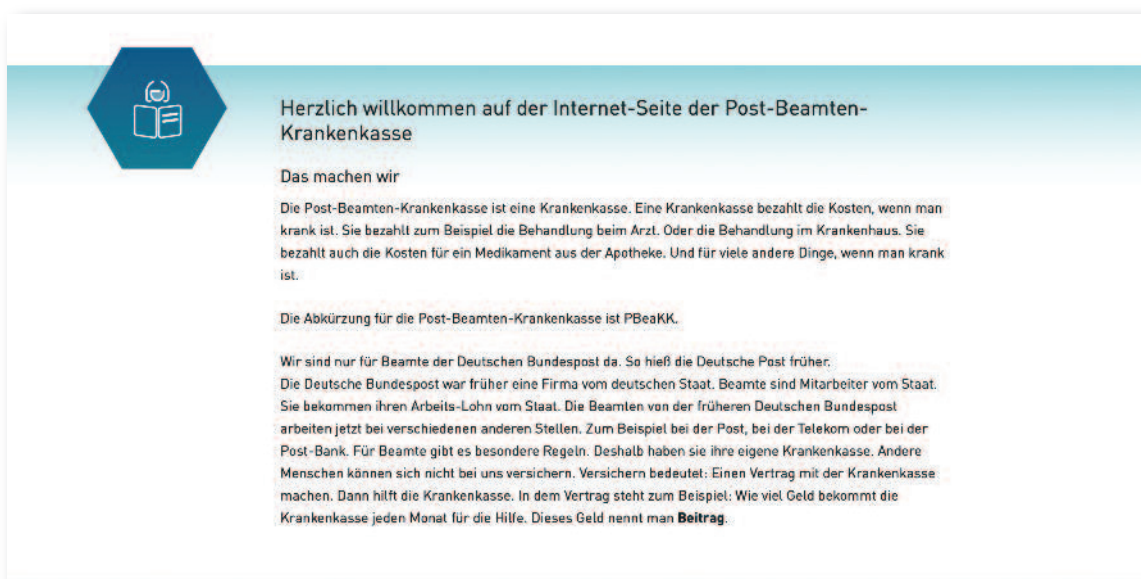 Herzlich willkommen auf der Internet-Seite der Post-Beamten-
Krankenkasse
Das machen wir
Die Post-Beamten-Krankenkasse ist eine Krankenkasse. Eine Krankenkasse bezahlt die Kosten, wenn man
krank ist. Sie bezahlt zum Beispiel die Behandlung beim Arzt. Oder die Behandlung im Krankenhaus. Sie
bezahlt auch die Kosten für ein Medikament aus der Apotheke. Und für viele andere Dinge, wenn man krank
ist.
Die Abkürzung für die Post-Beamten-Krankenkasse ist PBeaKK.
Wir sind nur für Beamte der Deutschen Bundespost da. So hieß die Deutsche Post früher.
Die Deutsche Bundespost war früher eine Firma vom deutschen Staat. Beamte sind Mitarbeiter vom Staat.
Sie bekommen ihren Arbeits-Lohn vom Staat. Die Beamten von der früheren Deutschen Bundespost
arbeiten jetzt bei verschiedenen anderen Stellen. Zum Beispiel bei der Post, bei der Telekom oder bei der
Post-Bank. Für Beamte gibt es besondere Regeln. Deshalb haben sie ihre eigene Krankenkasse. Andere
Menschen können sich nicht bei uns versichern. Versichern bedeutet: Einen Vertrag mit der Krankenkasse
machen. Dann hilft die Krankenkasse. In dem Vertrag steht zum Beispiel: Wie viel Geld bekommt die
Krankenkasse jeden Monat für die Hilfe. Dieses Geld nennt man Beitrag.